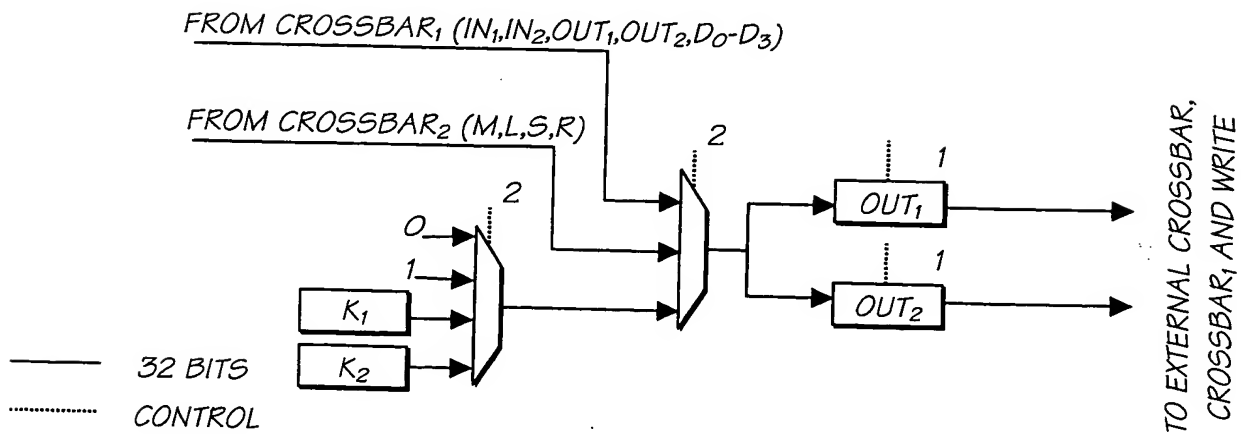 FROM CROSSBAR₁ (IN₁,IN₂,OUT₁,OUT₂,D₀-D₃)
FROM CROSSBAR₂ (M,L,S,R)
2
2
1
OUT₁
0
1
1
OUT₂
K₁
K₂
32 BITS
CONTROL
TO EXTERNAL CROSSBAR,
CROSSBAR₁ AND WRITE